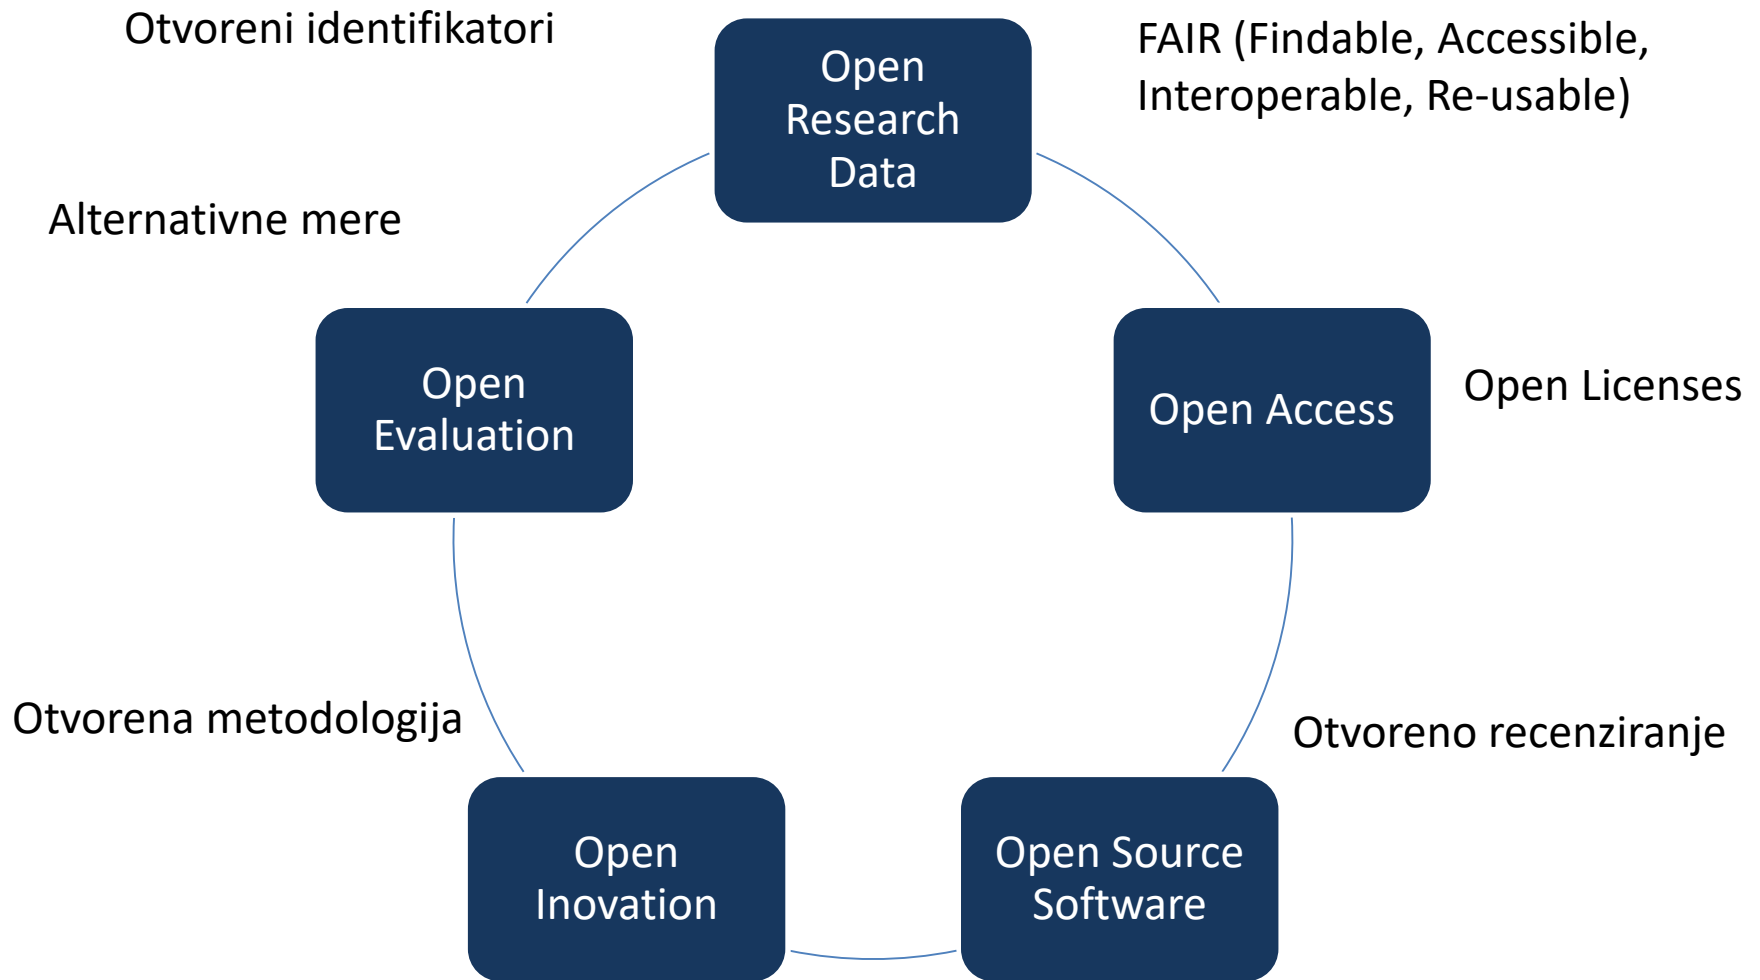 Otvoreni identifikatori
Open
Research
Data
FAIR (Findable, Accessible,
Interoperable, Re-usable)
Alternativne mere
Open
Evaluation
Open Access
Open Licenses
Otvorena metodologija
Otvoreno recenziranje
Open
Inovation
Open Source
Software